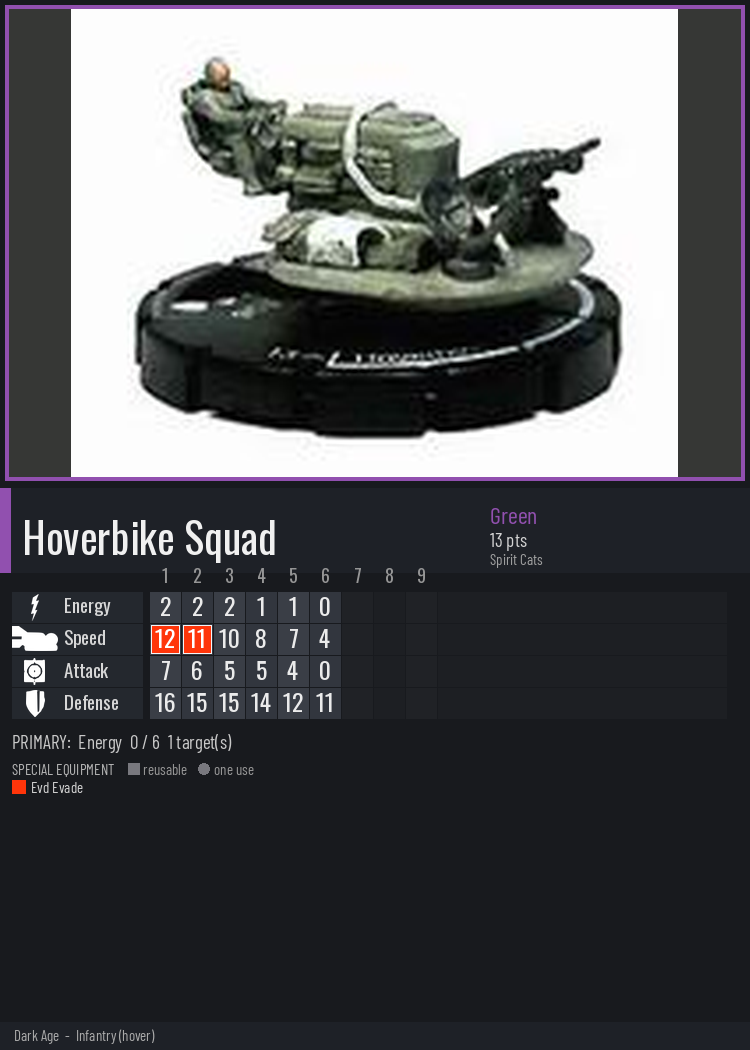 Hoverbike Squad
Green
13 pts
Spirit Cats
1 2 3 4 5 6 7 8 9
Energy 2 2 2 1 1 0
Speed 12 11 10 8 7 4
Attack 7 6 5 5 4 0
Defense 16 15 15 14 12 11
PRIMARY: Energy 0 / 6 1 target(s)
SPECIAL EQUIPMENT reusable one use
Evd Evade
Dark Age - Infantry (hover)